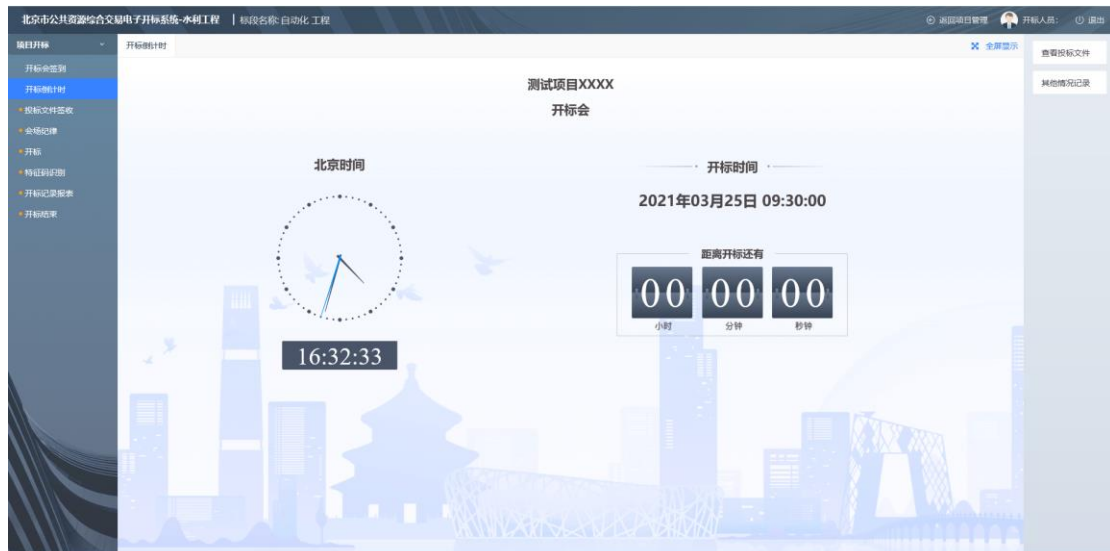 北京市公共资源综合交易电子开标系统-水利工程 | 标段名称: 自动化 工程 返回项目管理 开标人员: 退出
项目开标
开标会签到
开标倒计时
投标文件签收
会场纪律
开标
特征码识别
开标记录报表
开标结束
开标倒计时 全屏显示
测试项目XXXX
开标会
北京时间
16:32:33
开标时间
2021年03月25日 09:30:00
距离开标还有
00 00 00
小时 分钟 秒钟
查看投标文件
其他情况记录